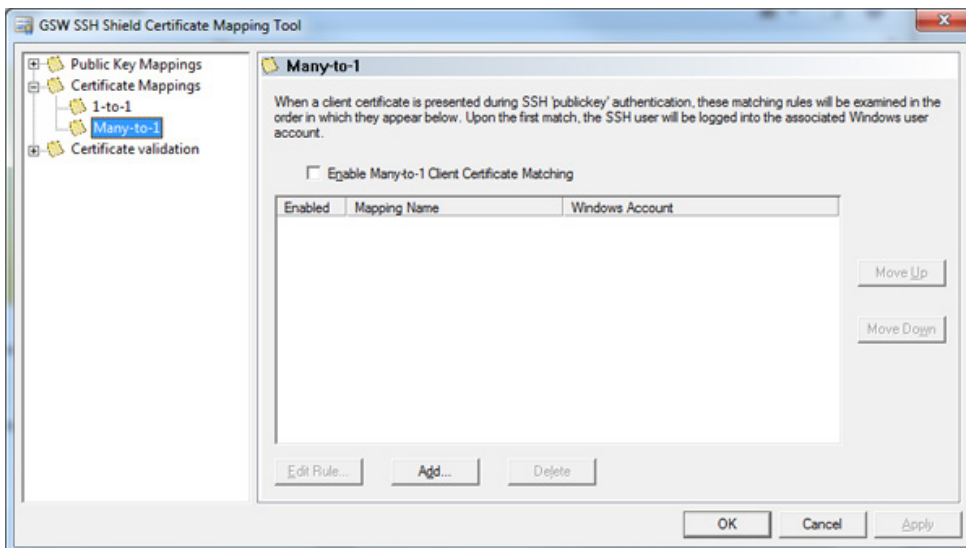 GSW SSH Shield Certificate Mapping Tool
Public Key Mappings
Certificate Mappings
1-to-1
Many-to-1
Certificate validation
Many-to-1
When a client certificate is presented during SSH 'publickey' authentication, these matching rules will be examined in the
order in which they appear below. Upon the first match, the SSH user will be logged into the associated Windows user
account.
Enable Many-to-1 Client Certificate Matching
Enabled Mapping Name Windows Account
Move Up
Move Down
Edit Rule... Add... Delete
OK Cancel Apply